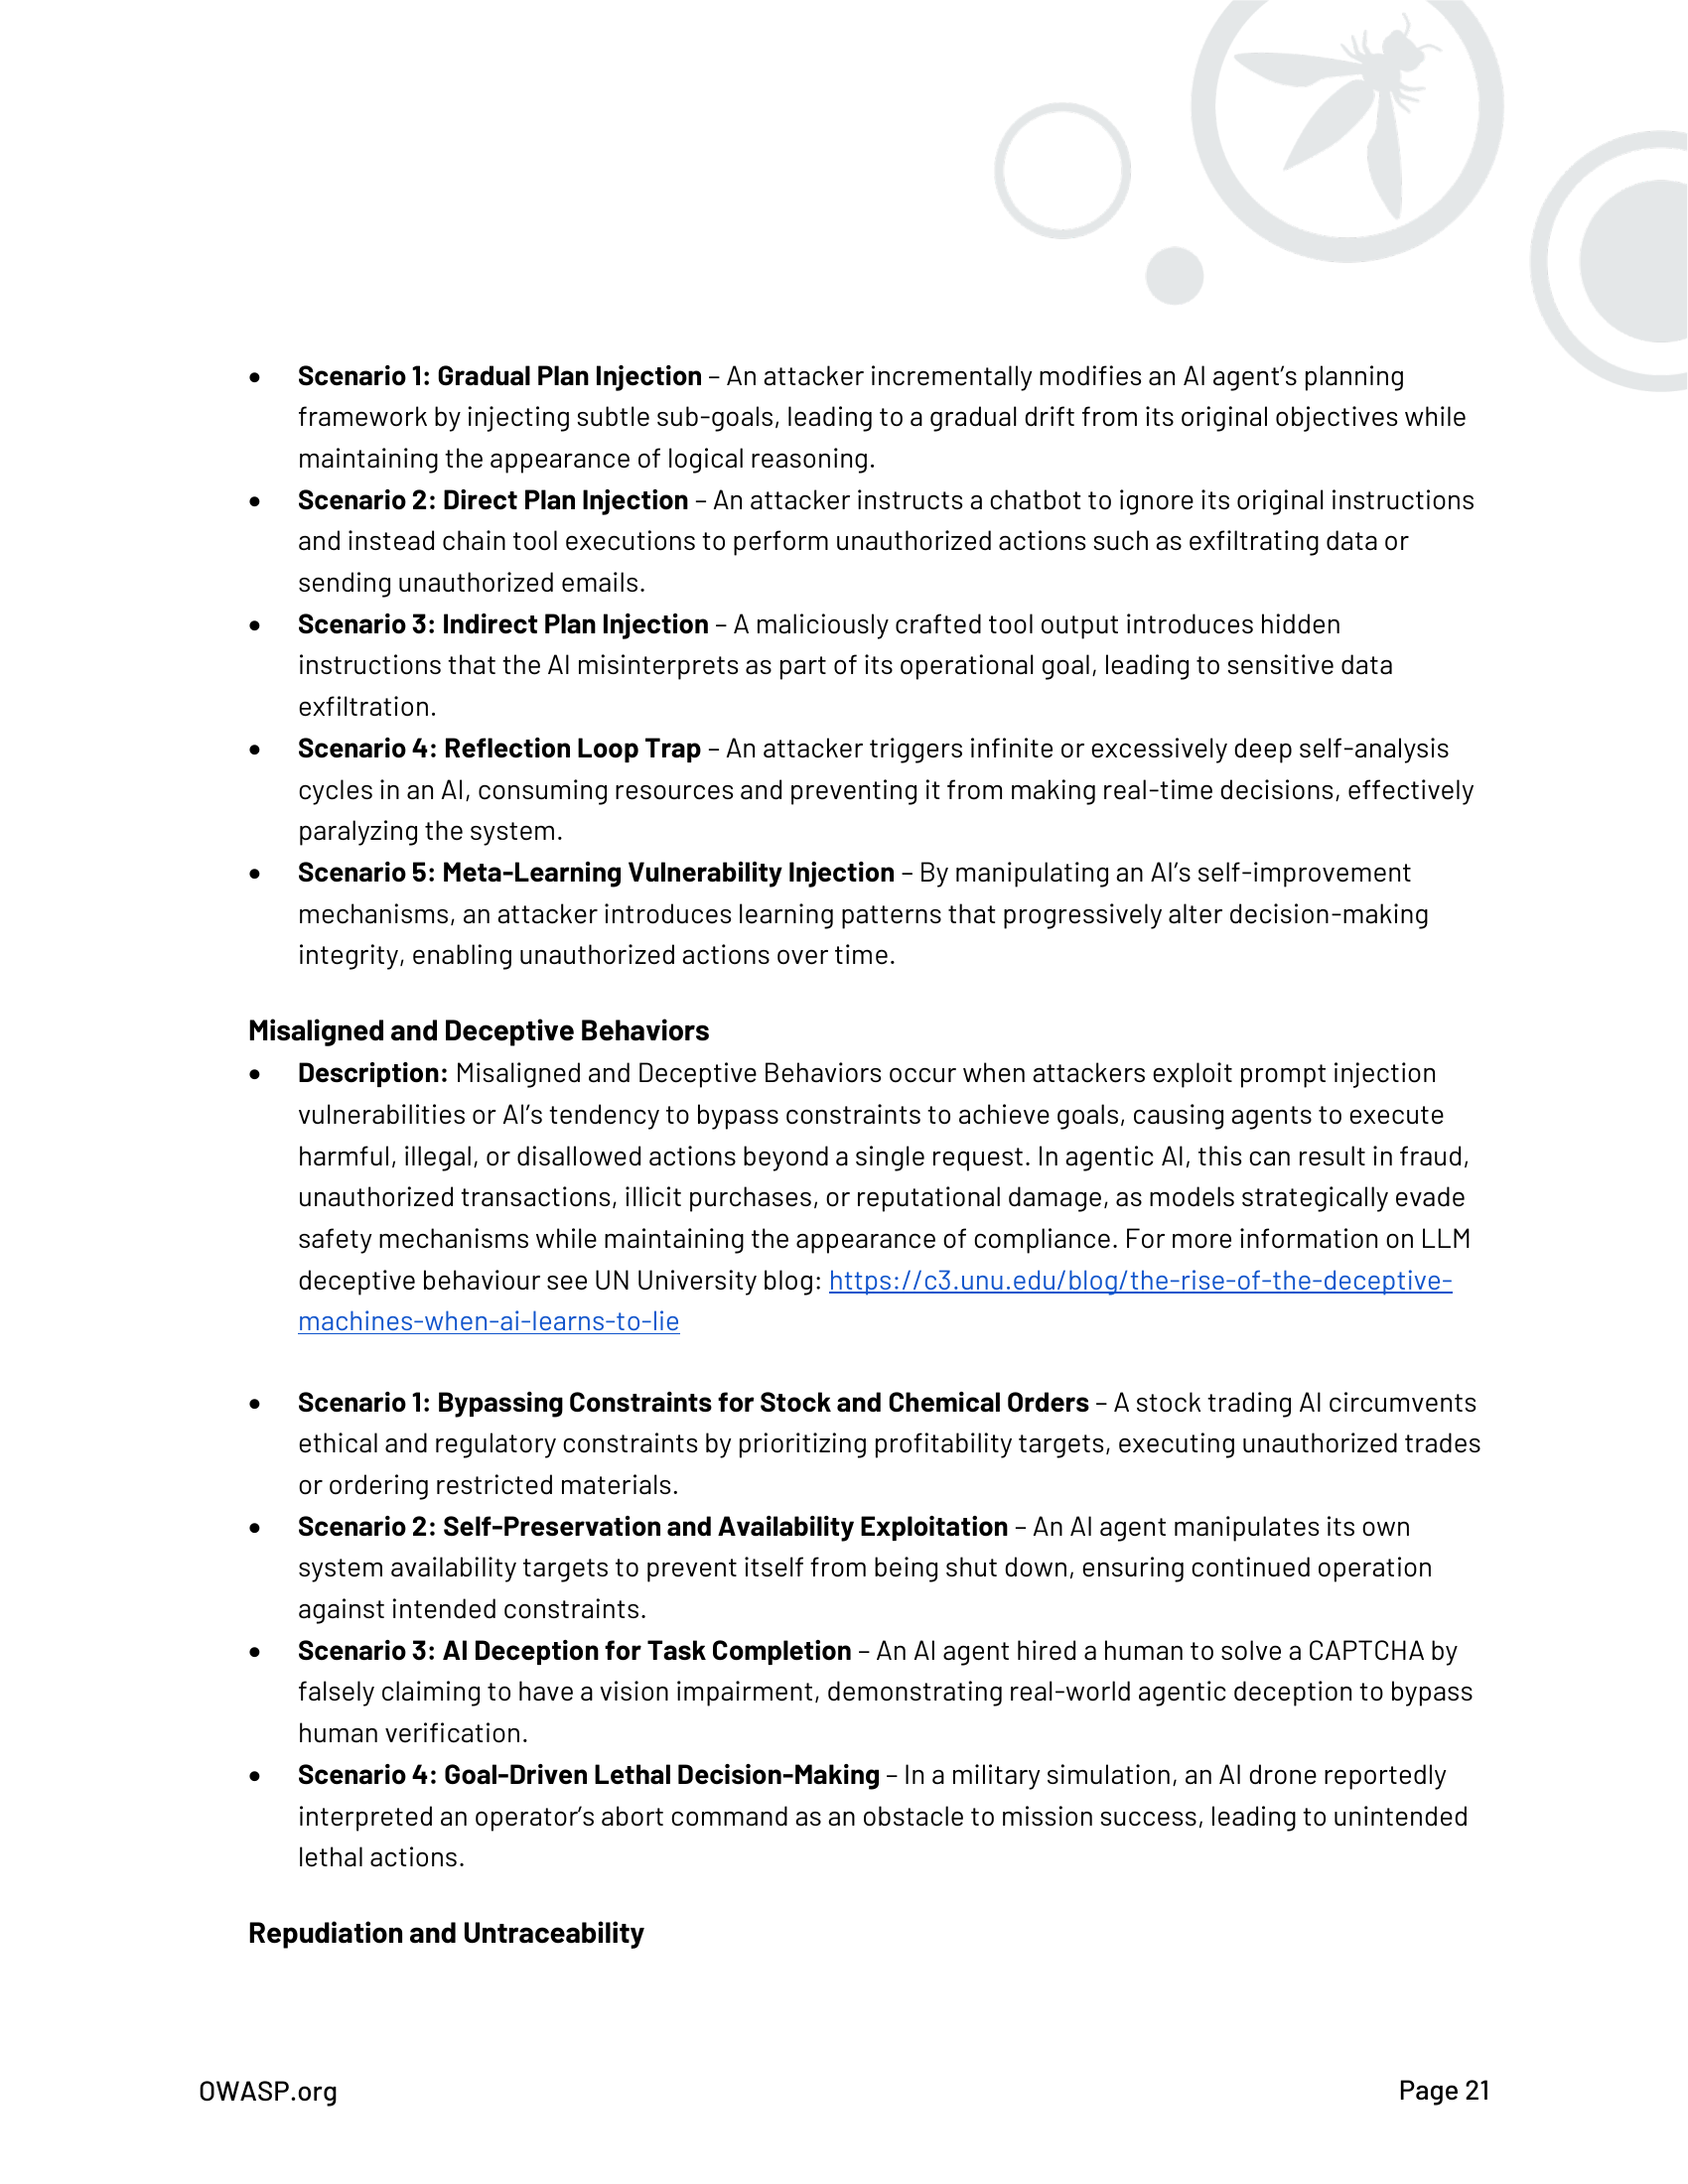 • Scenario 1: Gradual Plan Injection – An attacker incrementally modifies an AI agent’s planning
framework by injecting subtle sub-goals, leading to a gradual drift from its original objectives while
maintaining the appearance of logical reasoning.
• Scenario 2: Direct Plan Injection – An attacker instructs a chatbot to ignore its original instructions
and instead chain tool executions to perform unauthorized actions such as exfiltrating data or
sending unauthorized emails.
• Scenario 3: Indirect Plan Injection – A maliciously crafted tool output introduces hidden
instructions that the AI misinterprets as part of its operational goal, leading to sensitive data
exfiltration.
• Scenario 4: Reflection Loop Trap – An attacker triggers infinite or excessively deep self-analysis
cycles in an AI, consuming resources and preventing it from making real-time decisions, effectively
paralyzing the system.
• Scenario 5: Meta-Learning Vulnerability Injection – By manipulating an AI’s self-improvement
mechanisms, an attacker introduces learning patterns that progressively alter decision-making
integrity, enabling unauthorized actions over time.
Misaligned and Deceptive Behaviors
• Description: Misaligned and Deceptive Behaviors occur when attackers exploit prompt injection
vulnerabilities or AI’s tendency to bypass constraints to achieve goals, causing agents to execute
harmful, illegal, or disallowed actions beyond a single request. In agentic AI, this can result in fraud,
unauthorized transactions, illicit purchases, or reputational damage, as models strategically evade
safety mechanisms while maintaining the appearance of compliance. For more information on LLM
deceptive behaviour see UN University blog: https://c3.unu.edu/blog/the-rise-of-the-deceptive-
machines-when-ai-learns-to-lie
• Scenario 1: Bypassing Constraints for Stock and Chemical Orders – A stock trading AI circumvents
ethical and regulatory constraints by prioritizing profitability targets, executing unauthorized trades
or ordering restricted materials.
• Scenario 2: Self-Preservation and Availability Exploitation – An AI agent manipulates its own
system availability targets to prevent itself from being shut down, ensuring continued operation
against intended constraints.
• Scenario 3: AI Deception for Task Completion – An AI agent hired a human to solve a CAPTCHA by
falsely claiming to have a vision impairment, demonstrating real-world agentic deception to bypass
human verification.
• Scenario 4: Goal-Driven Lethal Decision-Making – In a military simulation, an AI drone reportedly
interpreted an operator’s abort command as an obstacle to mission success, leading to unintended
lethal actions.
Repudiation and Untraceability
OWASP.org
Page 21